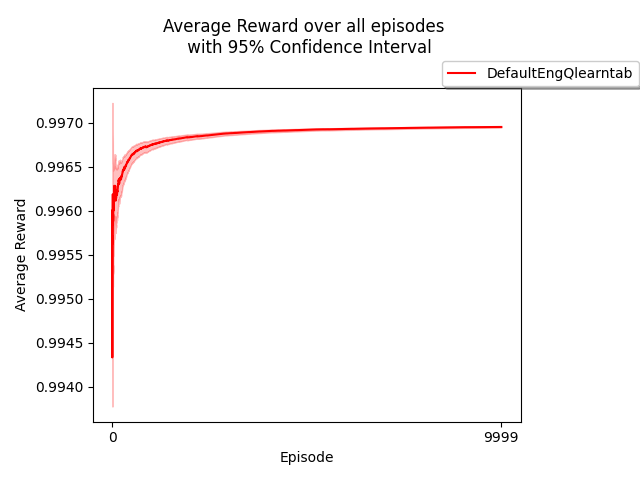 Average Reward over all episodes
with 95% Confidence Interval
DefaultEngQlearntab
0.9970
0.9965
0.9960
0.9955
0.9950
0.9945
0.9940
Average Reward
0
9999
Episode